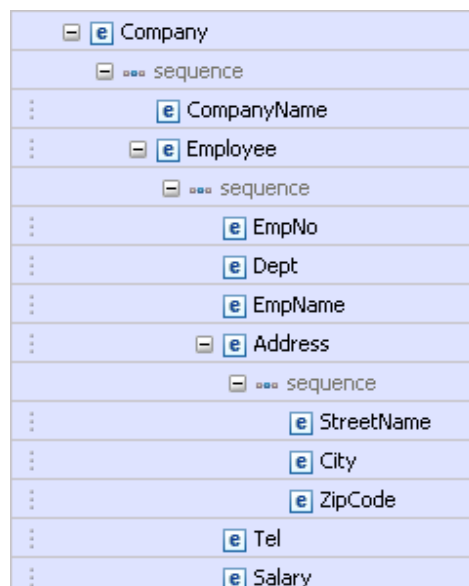 e Company
sequence
e CompanyName
e Employee
sequence
e EmpNo
e Dept
e EmpName
e Address
sequence
e StreetName
e City
e ZipCode
e Tel
e Salary